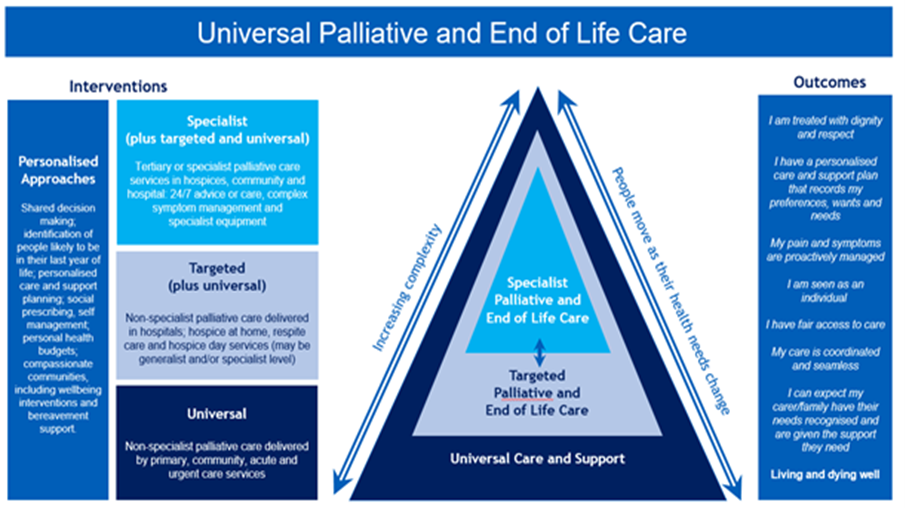 Universal Palliative and End of Life Care
Interventions
Personalised
Approaches
Shared decision
making;
identification of
people likely to be
in their last year of
life; personalised
care and support
planning; social
prescribing, self
management;
personal health
budgets;
compassionate
communities,
including wellbeing
interventions and
bereavement
support.
Specialist
(plus targeted and universal)
Tertiary or specialist palliative care
services in hospices, community and
hospital: 24/7 advice or care, complex
symptom management and
specialist equipment
Targeted
(plus universal)
Non-specialist palliative care delivered
in hospitals; hospice at home, respite
care and hospice day services (may be
generalist and/or specialist level)
Universal
Non-specialist palliative care delivered
by primary, community, acute and
urgent care services
Increasing complexity
Specialist
Palliative and
End of Life Care
Targeted
Palliative and
End of Life Care
Universal Care and Support
People move as their health needs change
Outcomes
I am treated with dignity
and respect
I have a personalised
care and support plan
that records my
preferences, wants and
needs
My pain and symptoms
are proactively managed
I am seen as an
individual
I have fair access to care
My care is coordinated
and seamless
I can expect my
carer/family have their
needs recognised and
are given the support
they need
Living and dying well